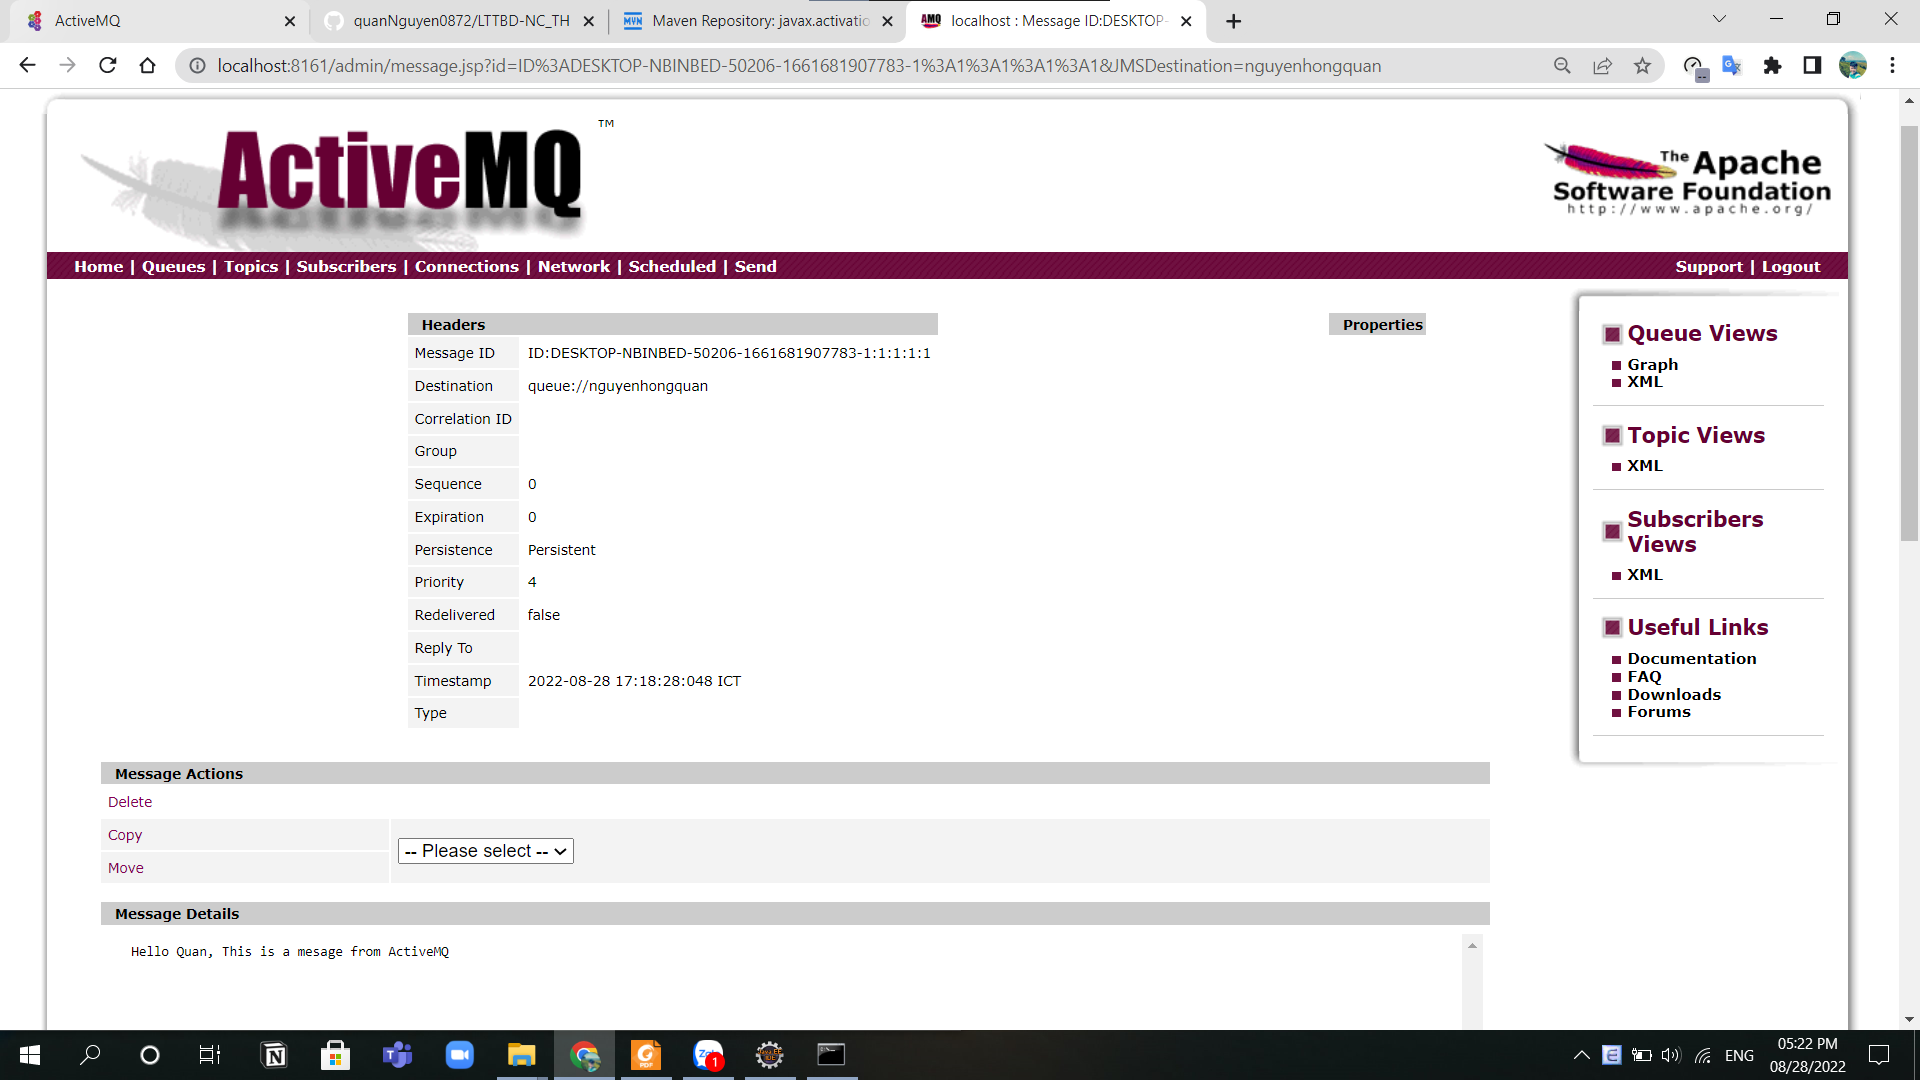 ActiveMQ
quanNguyen0872/LTTBD-NC_TH
MVN Maven Repository: javax.activatio
AMQ localhost : Message ID:DESKTOP-
localhost:8161/admin/message.jsp?id=ID%3ADESKTOP-NBINBED-50206-1661681907783-1%3A1%3A1%3A1%3A1&JMSDestination=nguyenhongquan
ActiveMQ ™
The Apache
Software Foundation
http://www.apache.org/
Home | Queues | Topics | Subscribers | Connections | Network | Scheduled | Send
Support | Logout
Headers
Message ID ID:DESKTOP-NBINBED-50206-1661681907783-1:1:1:1:1
Destination queue://nguyenhongquan
Correlation ID
Group
Sequence 0
Expiration 0
Persistence Persistent
Priority 4
Redelivered false
Reply To
Timestamp 2022-08-28 17:18:28:048 ICT
Type
Properties
Queue Views
Graph
XML
Topic Views
XML
Subscribers
Views
XML
Useful Links
Documentation
FAQ
Downloads
Forums
Message Actions
Delete
Copy
Move
-- Please select --
Message Details
Hello Quan, This is a mesage from ActiveMQ
1
ENG
05:22 PM
08/28/2022